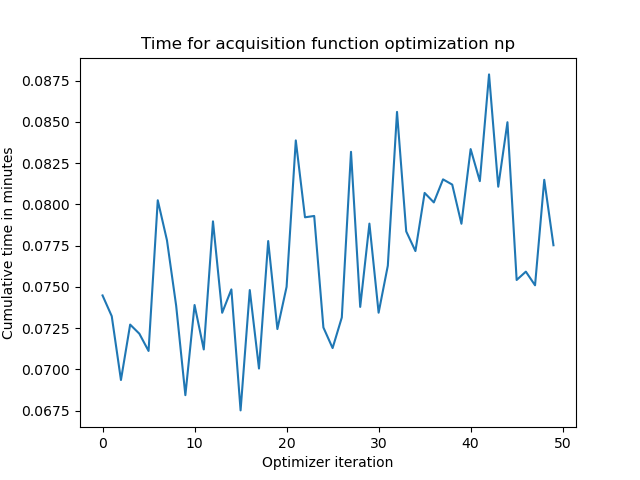 Time for acquisition function optimization np
Cumulative time in minutes
0.0875
0.0850
0.0825
0.0800
0.0775
0.0750
0.0725
0.0700
0.0675
0 10 20 30 40 50
Optimizer iteration